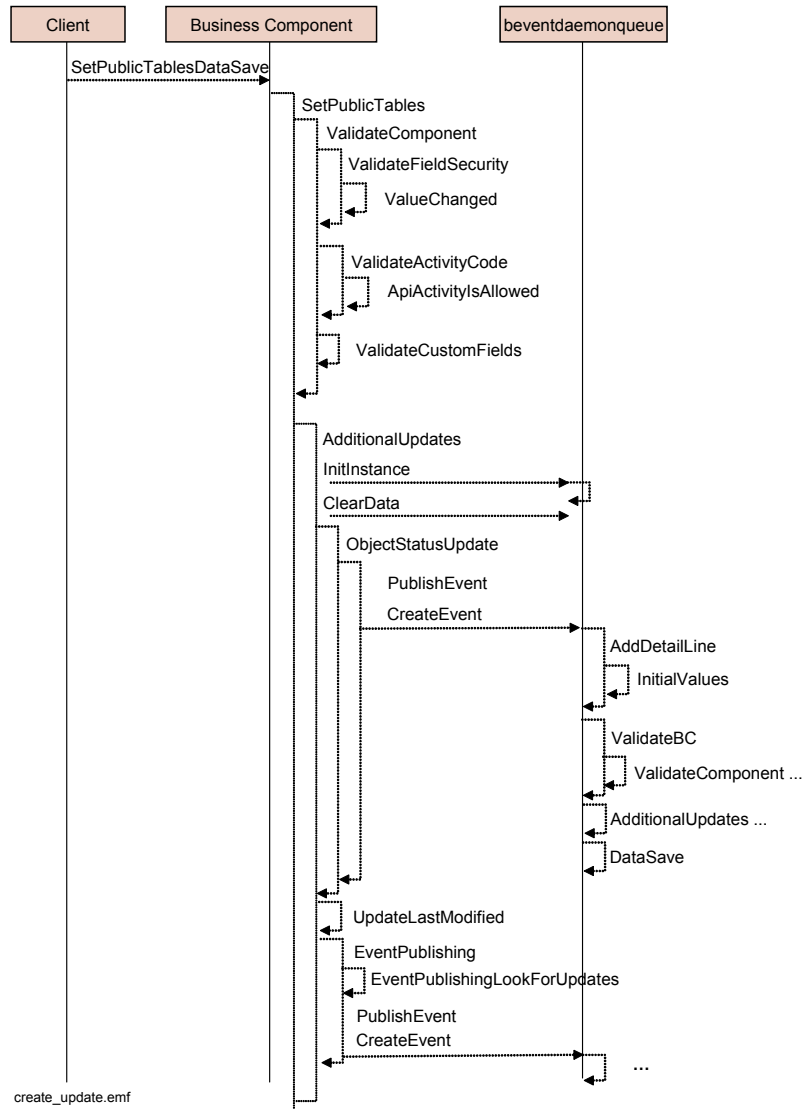 Client
Business Component
beventdaemonqueue
SetPublicTablesDataSave
SetPublicTables
ValidateComponent
ValidateFieldSecurity
ValueChanged
ValidateActivityCode
ApiActivityIsAllowed
ValidateCustomFields
AdditionalUpdates
InitInstance
ClearData
ObjectStatusUpdate
PublishEvent
CreateEvent
AddDetailLine
InitialValues
ValidateBC
ValidateComponent ...
AdditionalUpdates ...
DataSave
UpdateLastModified
EventPublishing
EventPublishingLookForUpdates
PublishEvent
CreateEvent
...
create_update.emf